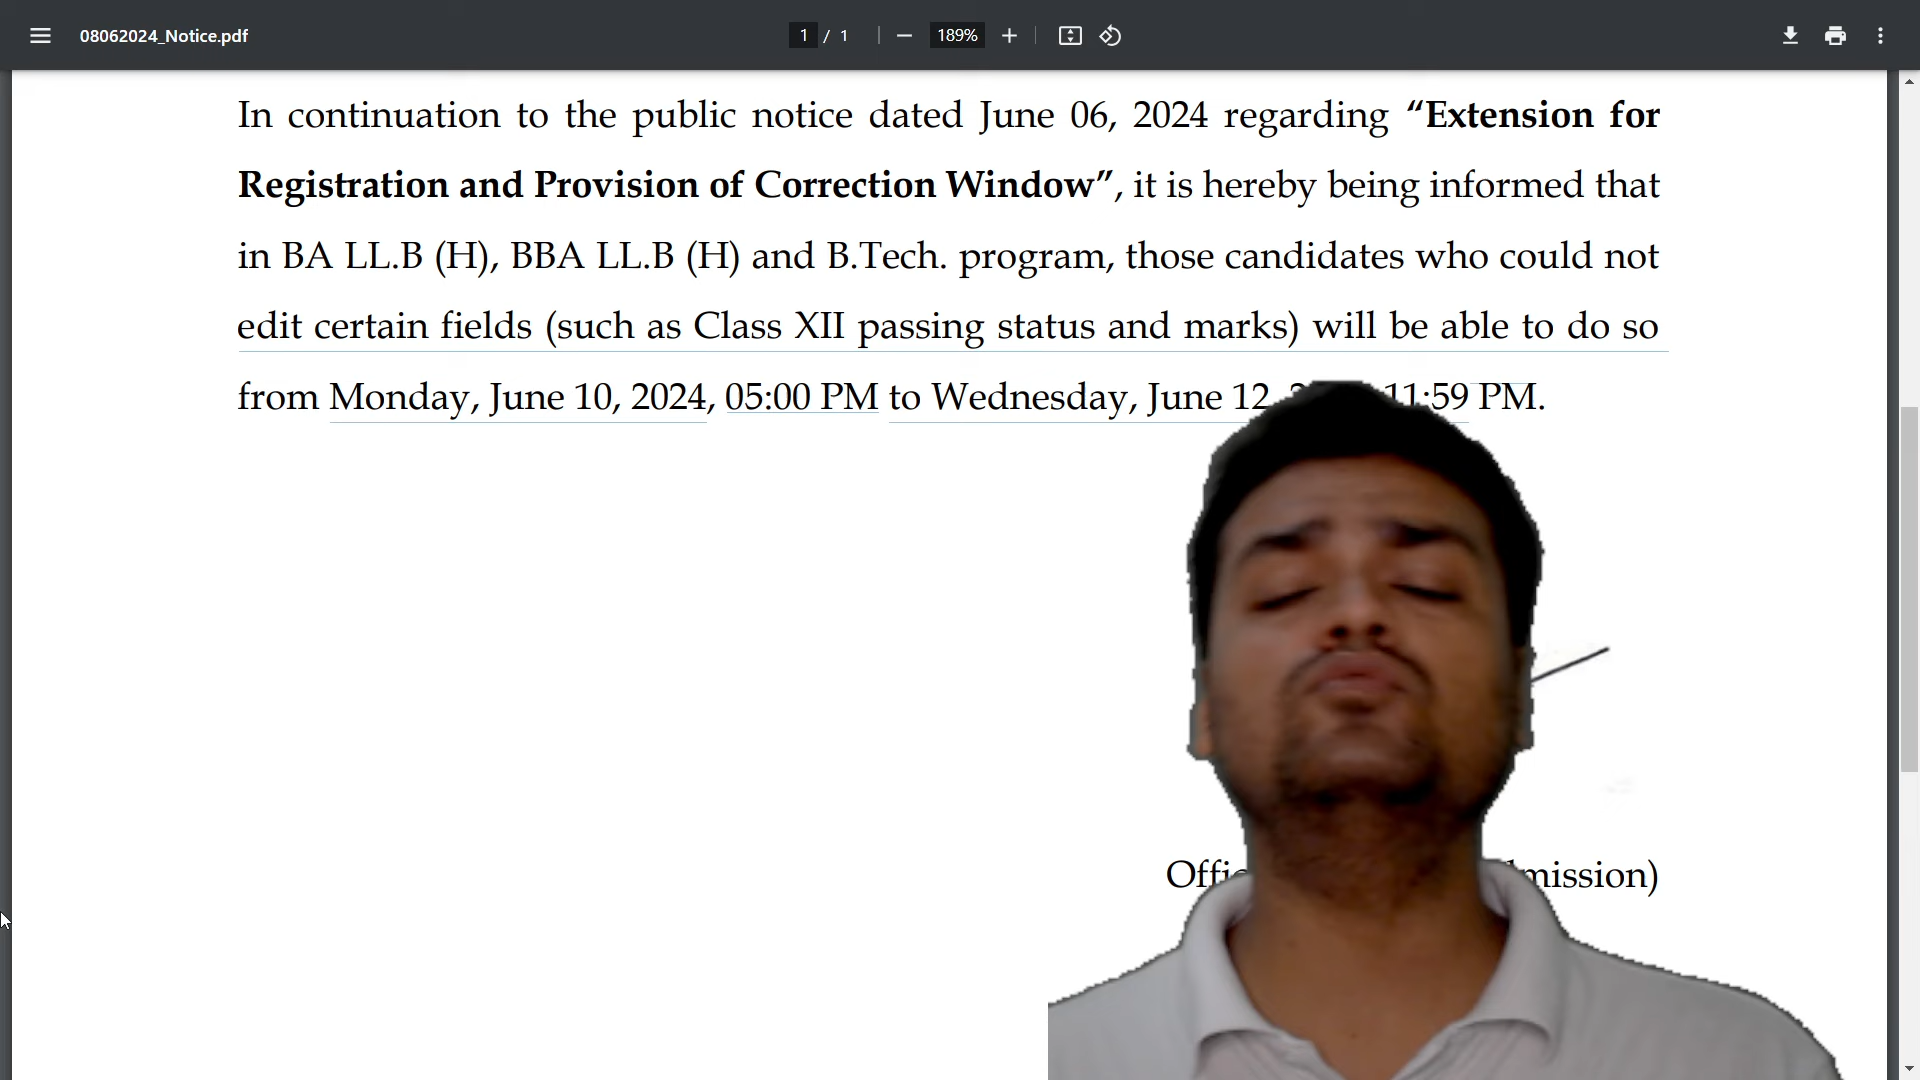 08062024_Notice.pdf
1 / 1
189%
In continuation to the public notice dated June 06, 2024 regarding “Extension for
Registration and Provision of Correction Window”, it is hereby being informed that
in BA LL.B (H), BBA LL.B (H) and B.Tech. program, those candidates who could not
edit certain fields (such as Class XII passing status and marks) will be able to do so
from Monday, June 10, 2024, 05:00 PM to Wednesday, June 12, 11:59 PM.